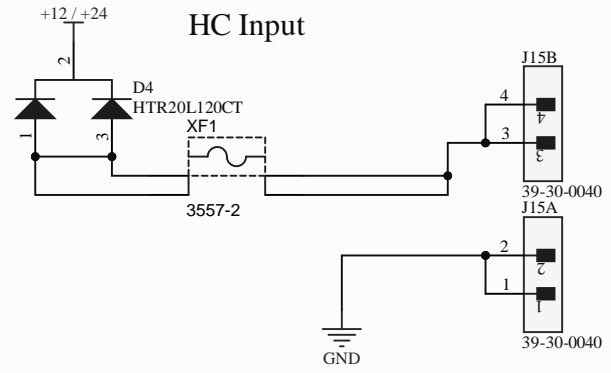 +12 / +24
HC Input
2
D4
HTR20L120CT
1
3
XF1
3557-2
J15B
4
4
3
3
39-30-0040
J15A
2
2
1
1
39-30-0040
GND